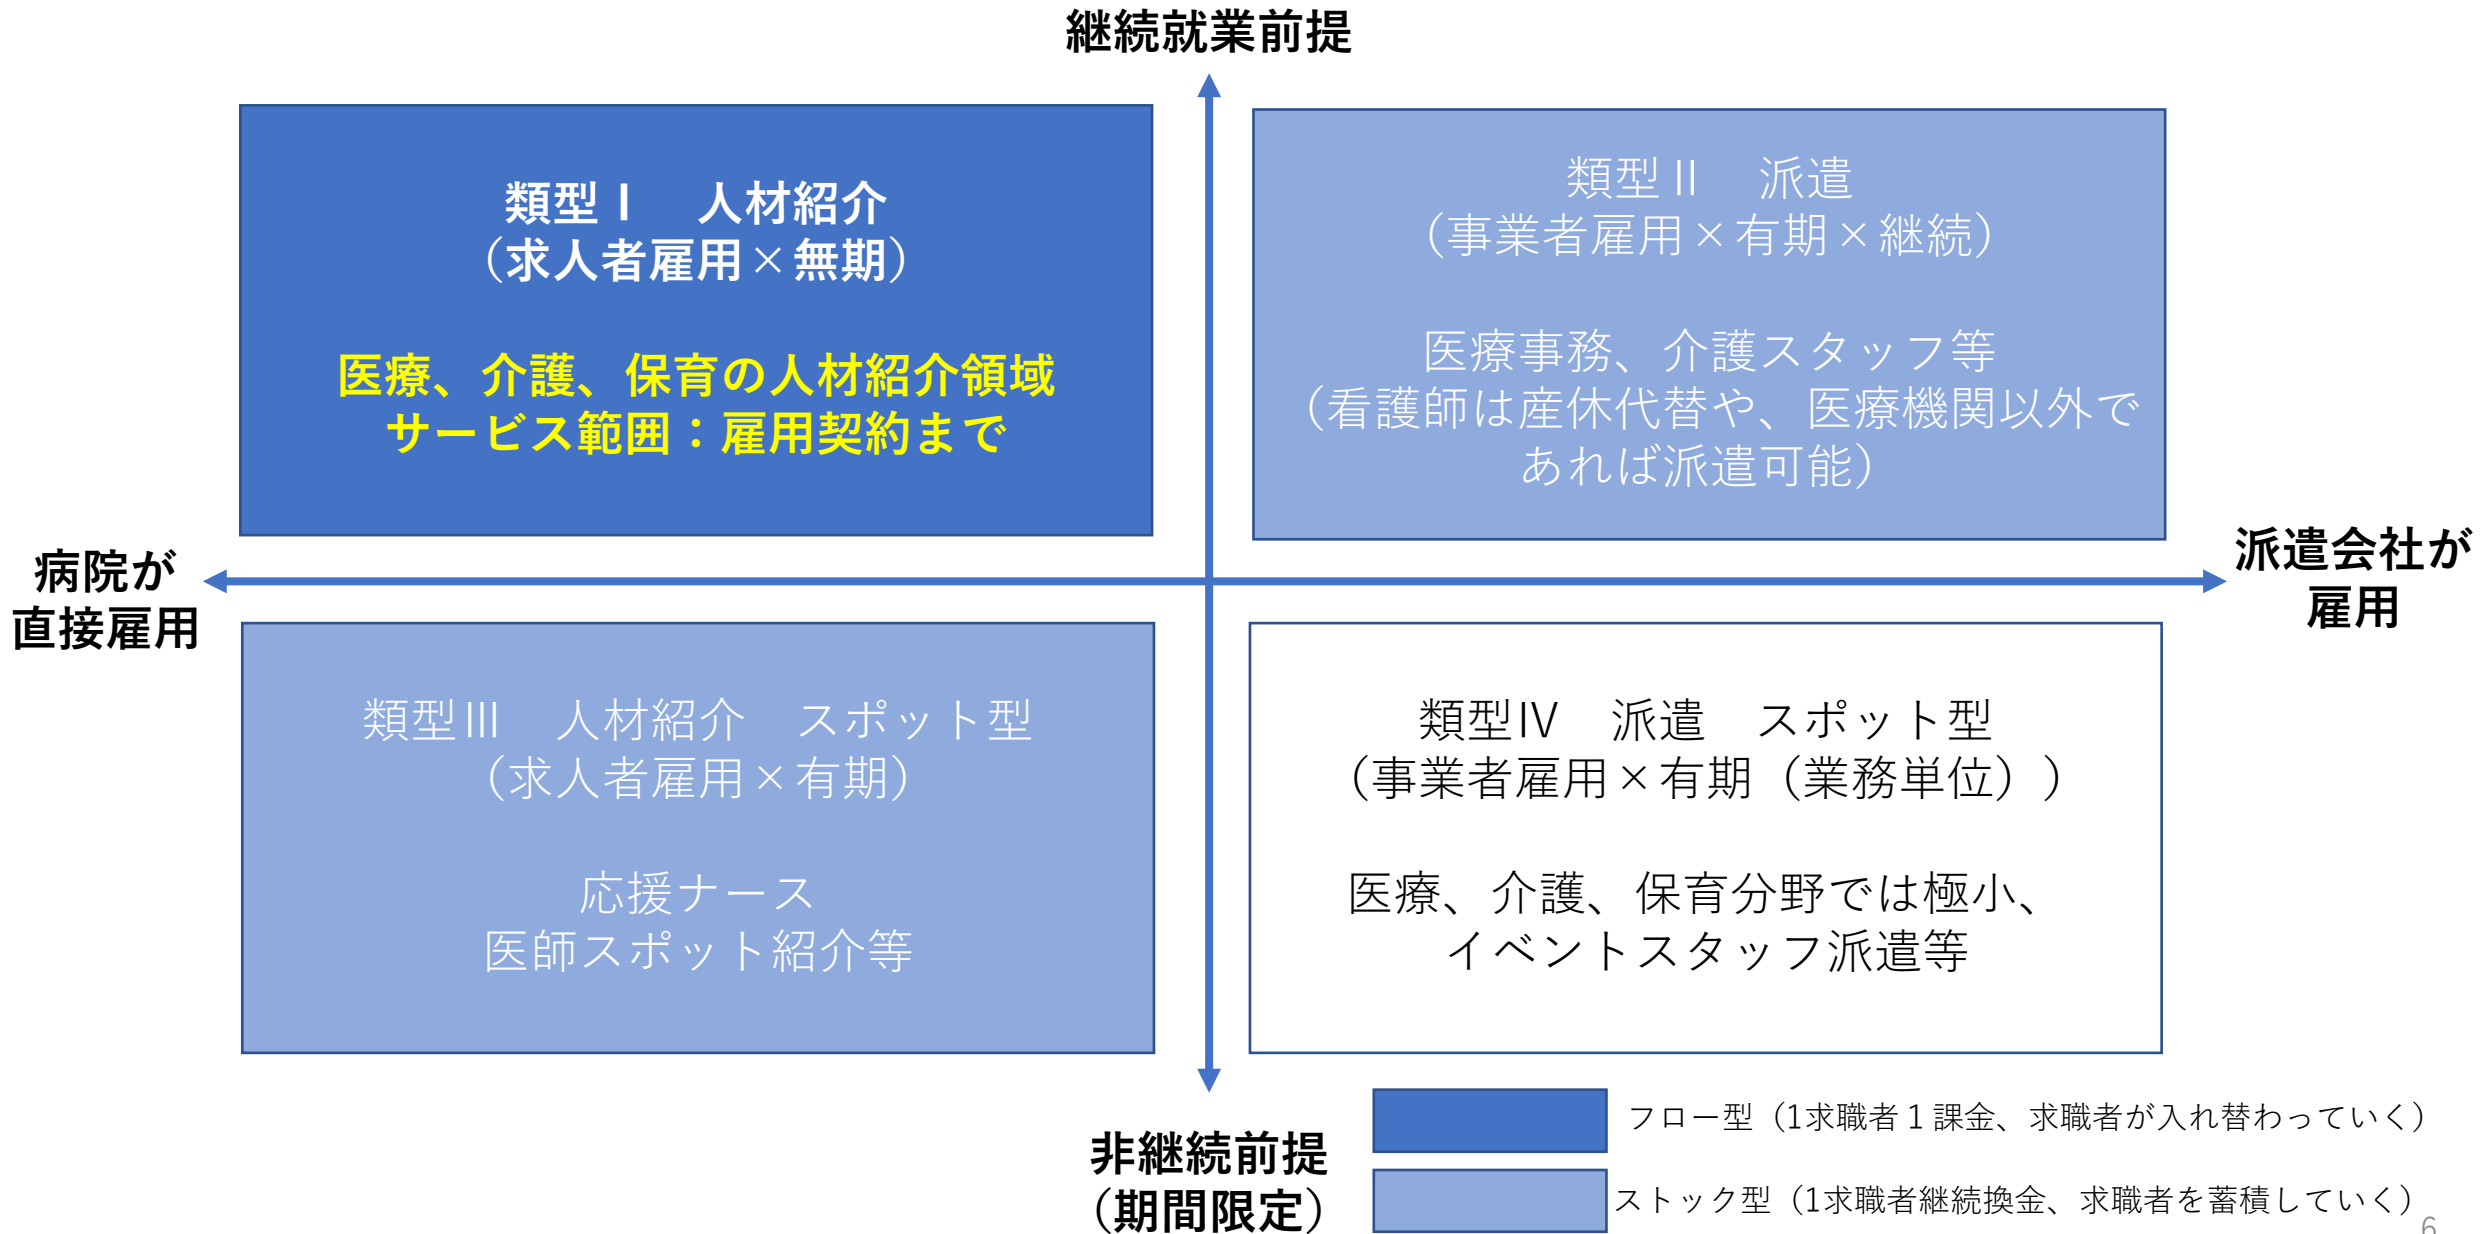 継続就業前提
類型Ⅰ　人材紹介
（求人者雇用×無期）
医療、介護、保育の人材紹介領域
サービス範囲：雇用契約まで
類型Ⅱ　派遣
（事業者雇用×有期×継続）
医療事務、介護スタッフ等
（看護師は産休代替や、医療機関以外で
あれば派遣可能）
病院が
直接雇用
派遣会社が
雇用
類型Ⅲ　人材紹介　スポット型
（求人者雇用×有期）
応援ナース
医師スポット紹介等
類型Ⅳ　派遣　スポット型
（事業者雇用×有期（業務単位））
医療、介護、保育分野では極小、
イベントスタッフ派遣等
非継続前提
（期間限定）
フロー型（1求職者１課金、求職者が入れ替わっていく）
ストック型（1求職者継続換金、求職者を蓄積していく）
6